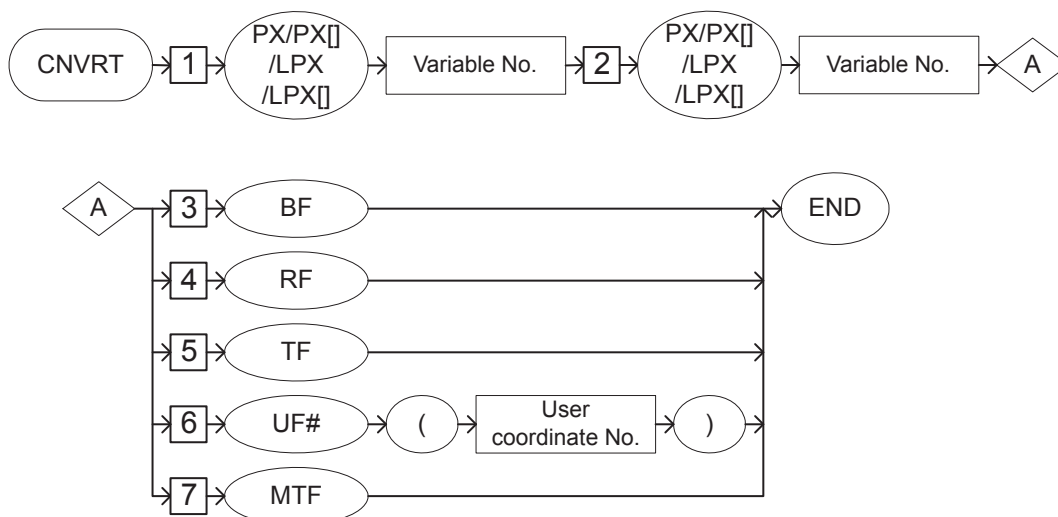 CNVRT
1
PX/PX[]
/LPX
/LPX[]
Variable No.
2
PX/PX[]
/LPX
/LPX[]
Variable No.
A
A
3
BF
END
4
RF
5
TF
6
UF#
(
User
coordinate No.
)
7
MTF